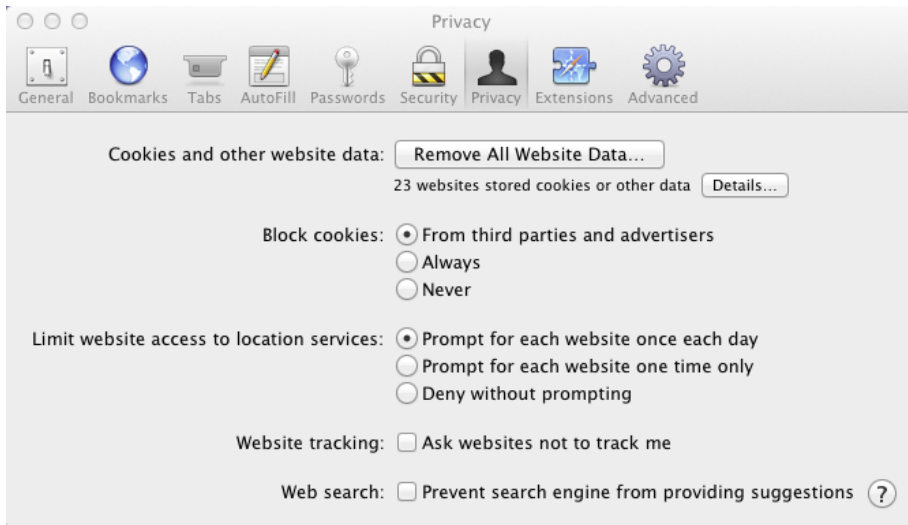 Privacy
General Bookmarks Tabs AutoFill Passwords Security Privacy Extensions Advanced
Cookies and other website data: Remove All Website Data...
23 websites stored cookies or other data Details...
Block cookies: From third parties and advertisers
Always
Never
Limit website access to location services: Prompt for each website once each day
Prompt for each website one time only
Deny without prompting
Website tracking: Ask websites not to track me
Web search: Prevent search engine from providing suggestions ?